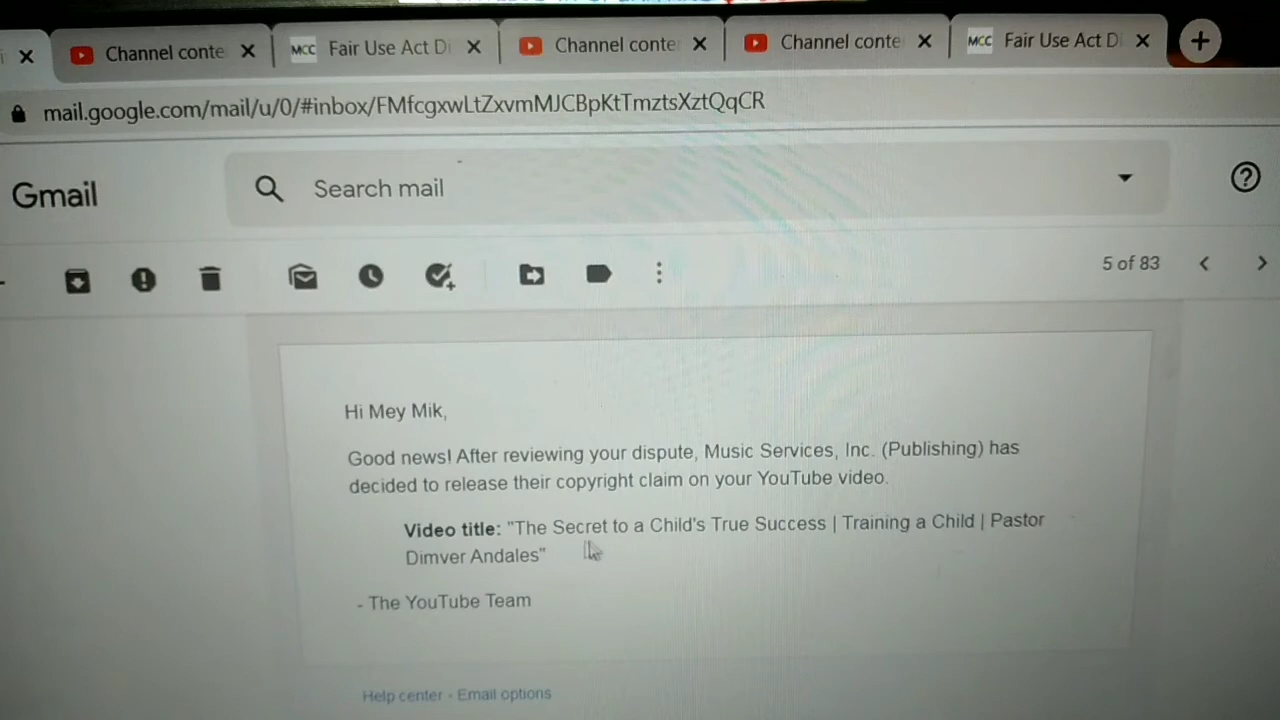 Channel conte
Fair Use Act Di
Channel conte
Channel conte
MCC Fair Use Act D
mail.google.com/mail/u/0/#inbox/FMfcgxwLtZxvmMJCBpKtTmztsXztQqCR
Gmail
Search mail
5 of 83
Hi Mey Mik,
Good news! After reviewing your dispute, Music Services, Inc. (Publishing) has
decided to release their copyright claim on your YouTube video.
Video title: "The Secret to a Child's True Success | Training a Child | Pastor
Dimver Andales"
- The YouTube Team
Help center - Email options